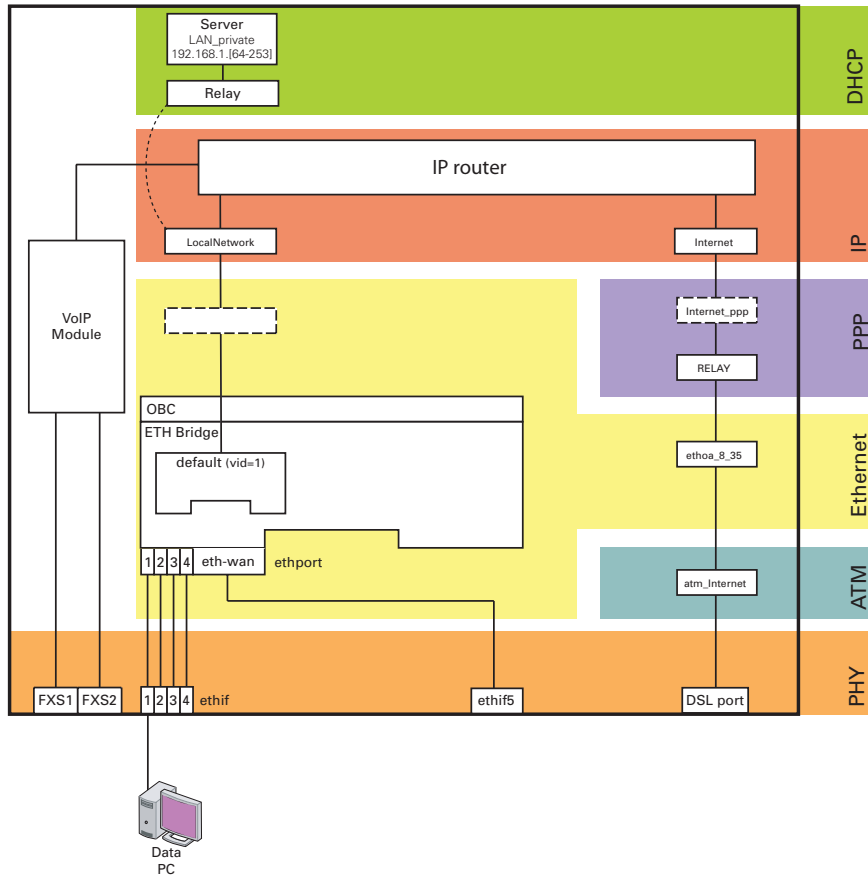 Server
LAN_private
192.168.1.[64-253]
Relay
DHCP
IP router
LocalNetwork
Internet
IP
VoIP
Module
Internet_ppp
RELAY
PPP
OBC
ETH Bridge
default (vid=1)
ethoa_8_35
Ethernet
1 2 3 4 eth-wan ethport
atm_Internet
ATM
FXS1 FXS2 1 2 3 4 ethif ethif5 DSL port
PHY
Data
PC